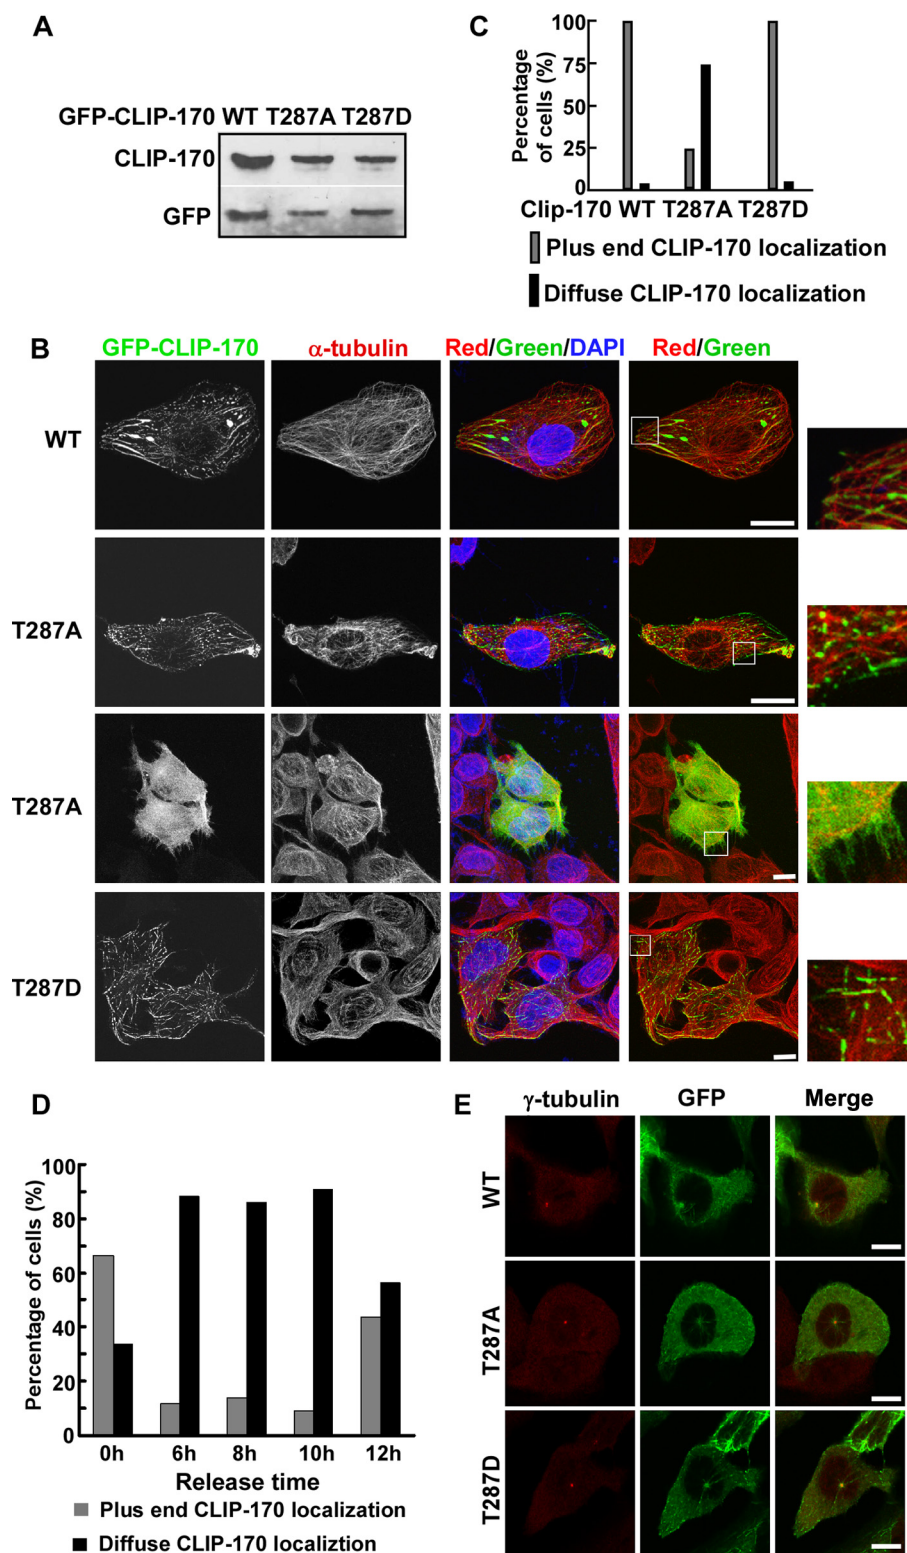 A
GFP-CLIP-170 WT T287A T287D
CLIP-170
GFP
C
Percentage of cells (%)
100
75
50
25
0
Clip-170 WT T287A T287D
Plus end CLIP-170 localization
Diffuse CLIP-170 localization
B
GFP-CLIP-170 α-tubulin Red/Green/DAPI Red/Green
WT
T287A
T287A
T287D
D
Percentage of cells (%)
100
80
60
40
20
0
0h 6h 8h 10h 12h
Release time
Plus end CLIP-170 localization
Diffuse CLIP-170 localiztion
E
γ-tubulin GFP Merge
WT
T287A
T287D